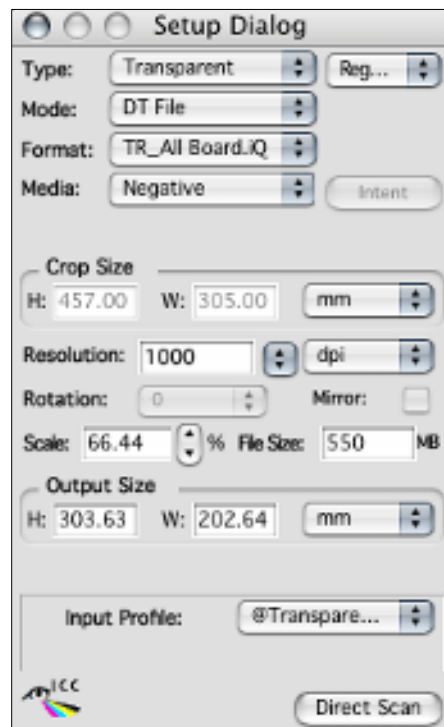 Setup Dialog
Type: Transparent Reg...
Mode: DT File
Format: TR_All Board.iQ
Media: Negative Intent
Crop Size
H: 457.00 W: 305.00 mm
Resolution: 1000 dpi
Rotation: 0 Mirror:
Scale: 66.44 % File Size: 550 MB
Output Size
H: 303.63 W: 202.64 mm
Input Profile: @Transpare...
ICC
Direct Scan